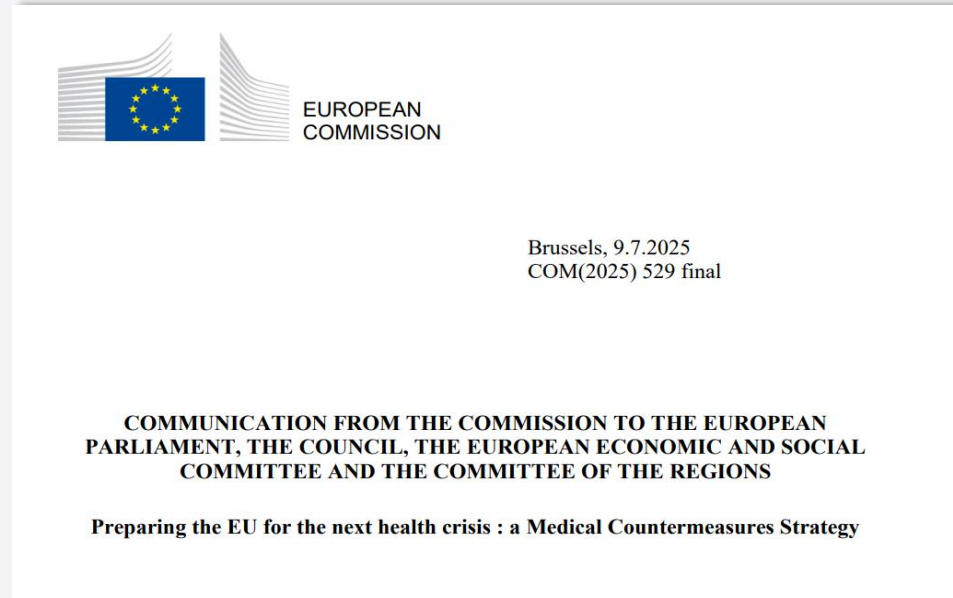 EUROPEAN
COMMISSION
Brussels, 9.7.2025
COM(2025) 529 final
COMMUNICATION FROM THE COMMISSION TO THE EUROPEAN
PARLIAMENT, THE COUNCIL, THE EUROPEAN ECONOMIC AND SOCIAL
COMMITTEE AND THE COMMITTEE OF THE REGIONS
Preparing the EU for the next health crisis : a Medical Countermeasures Strategy